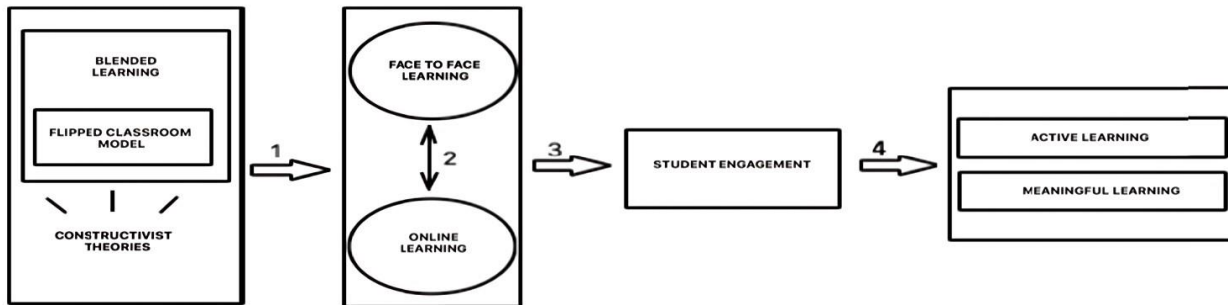 BLENDED
LEARNING
FLIPPED CLASSROOM
MODEL
CONSTRUCTIVIST
THEORIES
1
FACE TO FACE
LEARNING
2
ONLINE
LEARNING
3
STUDENT ENGAGEMENT
4
ACTIVE LEARNING
MEANINGFUL LEARNING